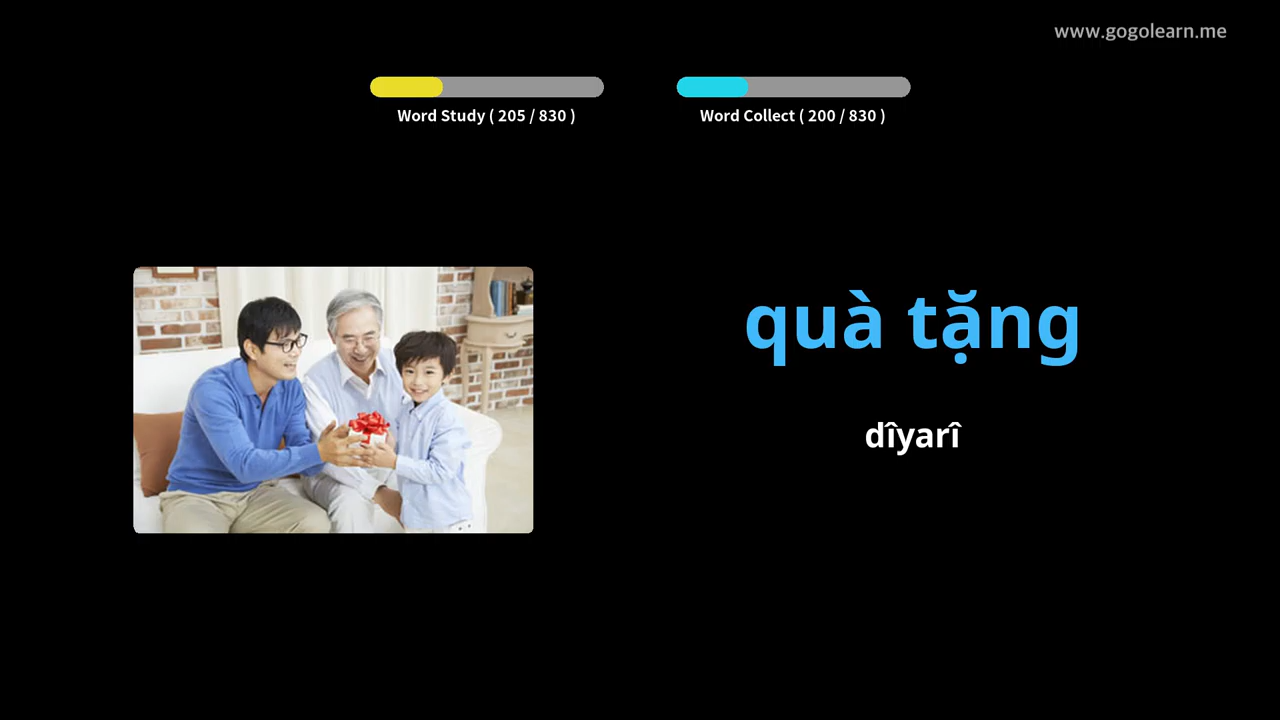 www.gogolearn.me
Word Study ( 205 / 830 )
Word Collect ( 200 / 830 )
quà tặng
dîyarî